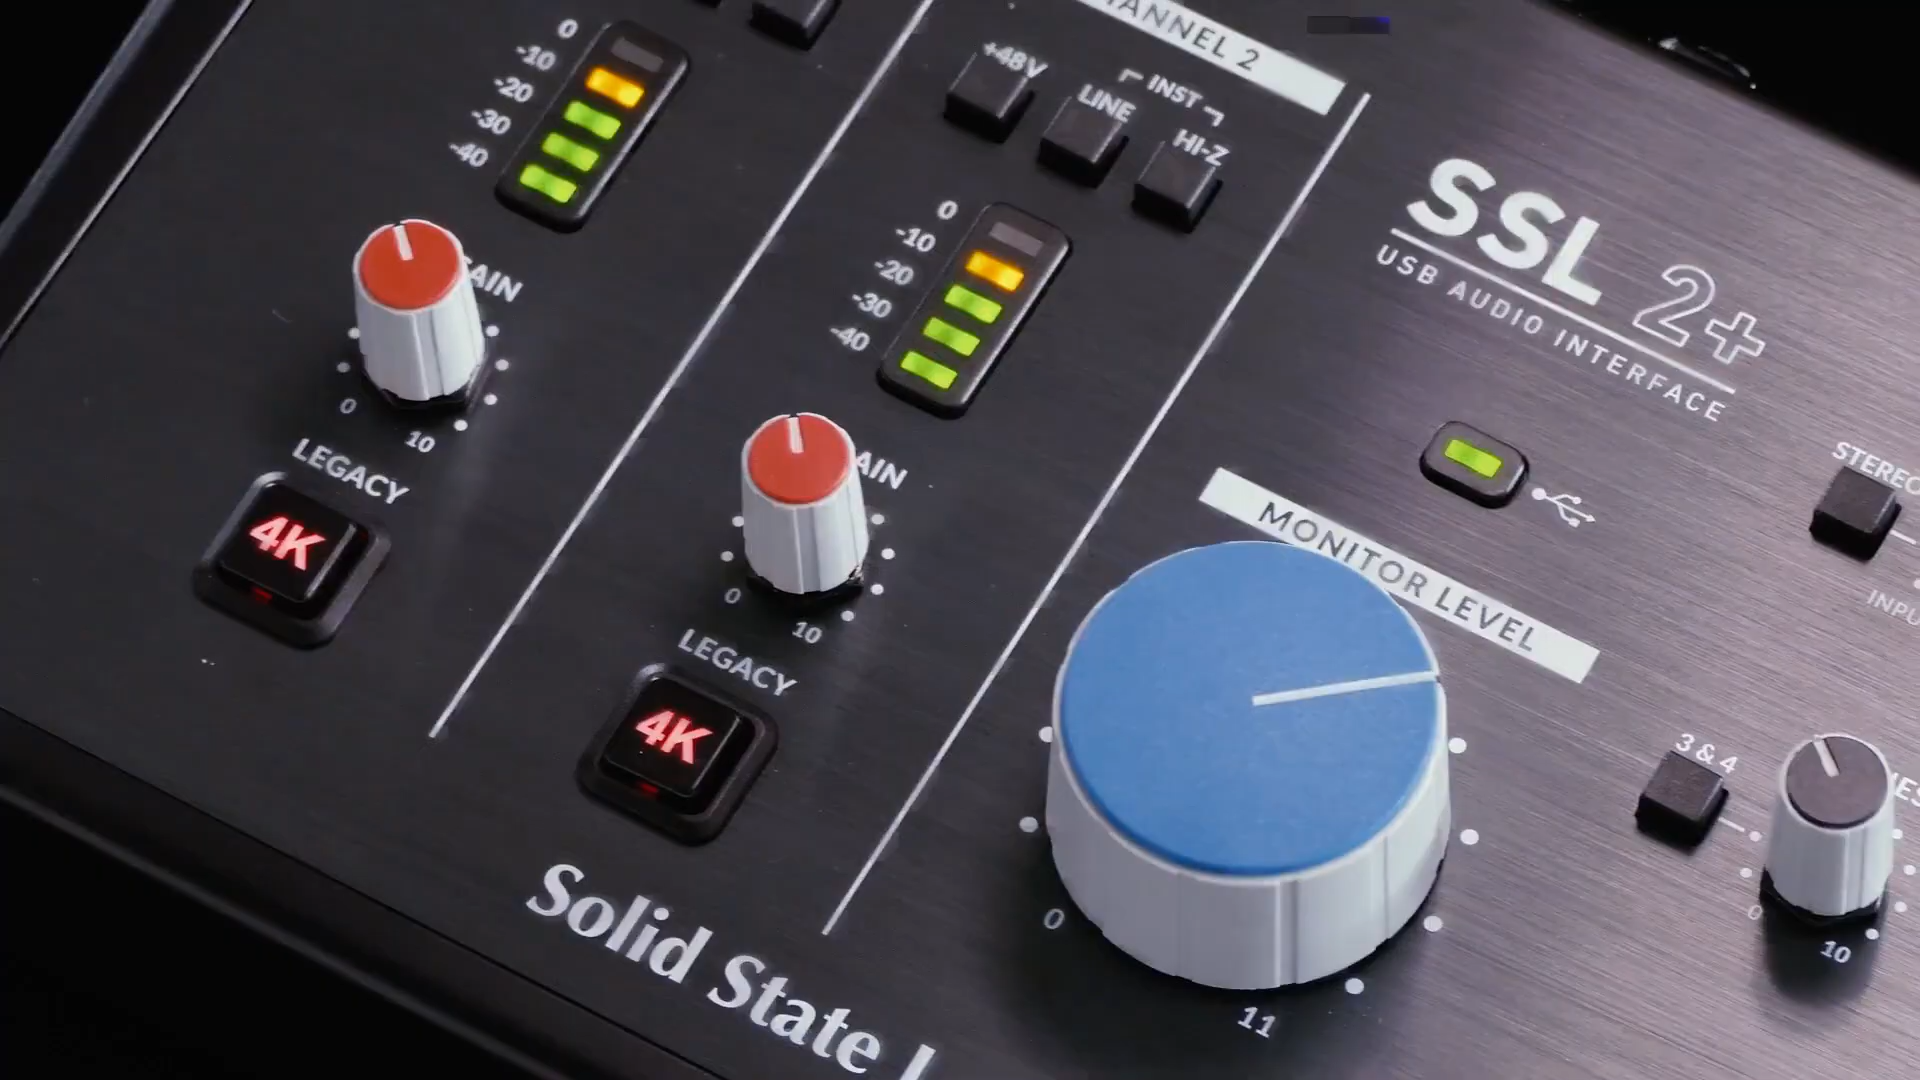 0
-10
-20
-30
-40
AIN
0
10
LEGACY
4K
ANNEL 2
+48V
LINE
INST
HI-Z
0
-10
-20
-30
-40
AIN
0
10
LEGACY
4K
Solid State
SSL 2+
USB AUDIO INTERFACE
MONITOR LEVEL
0
11
STEREO
INPU
3 & 4
0
10